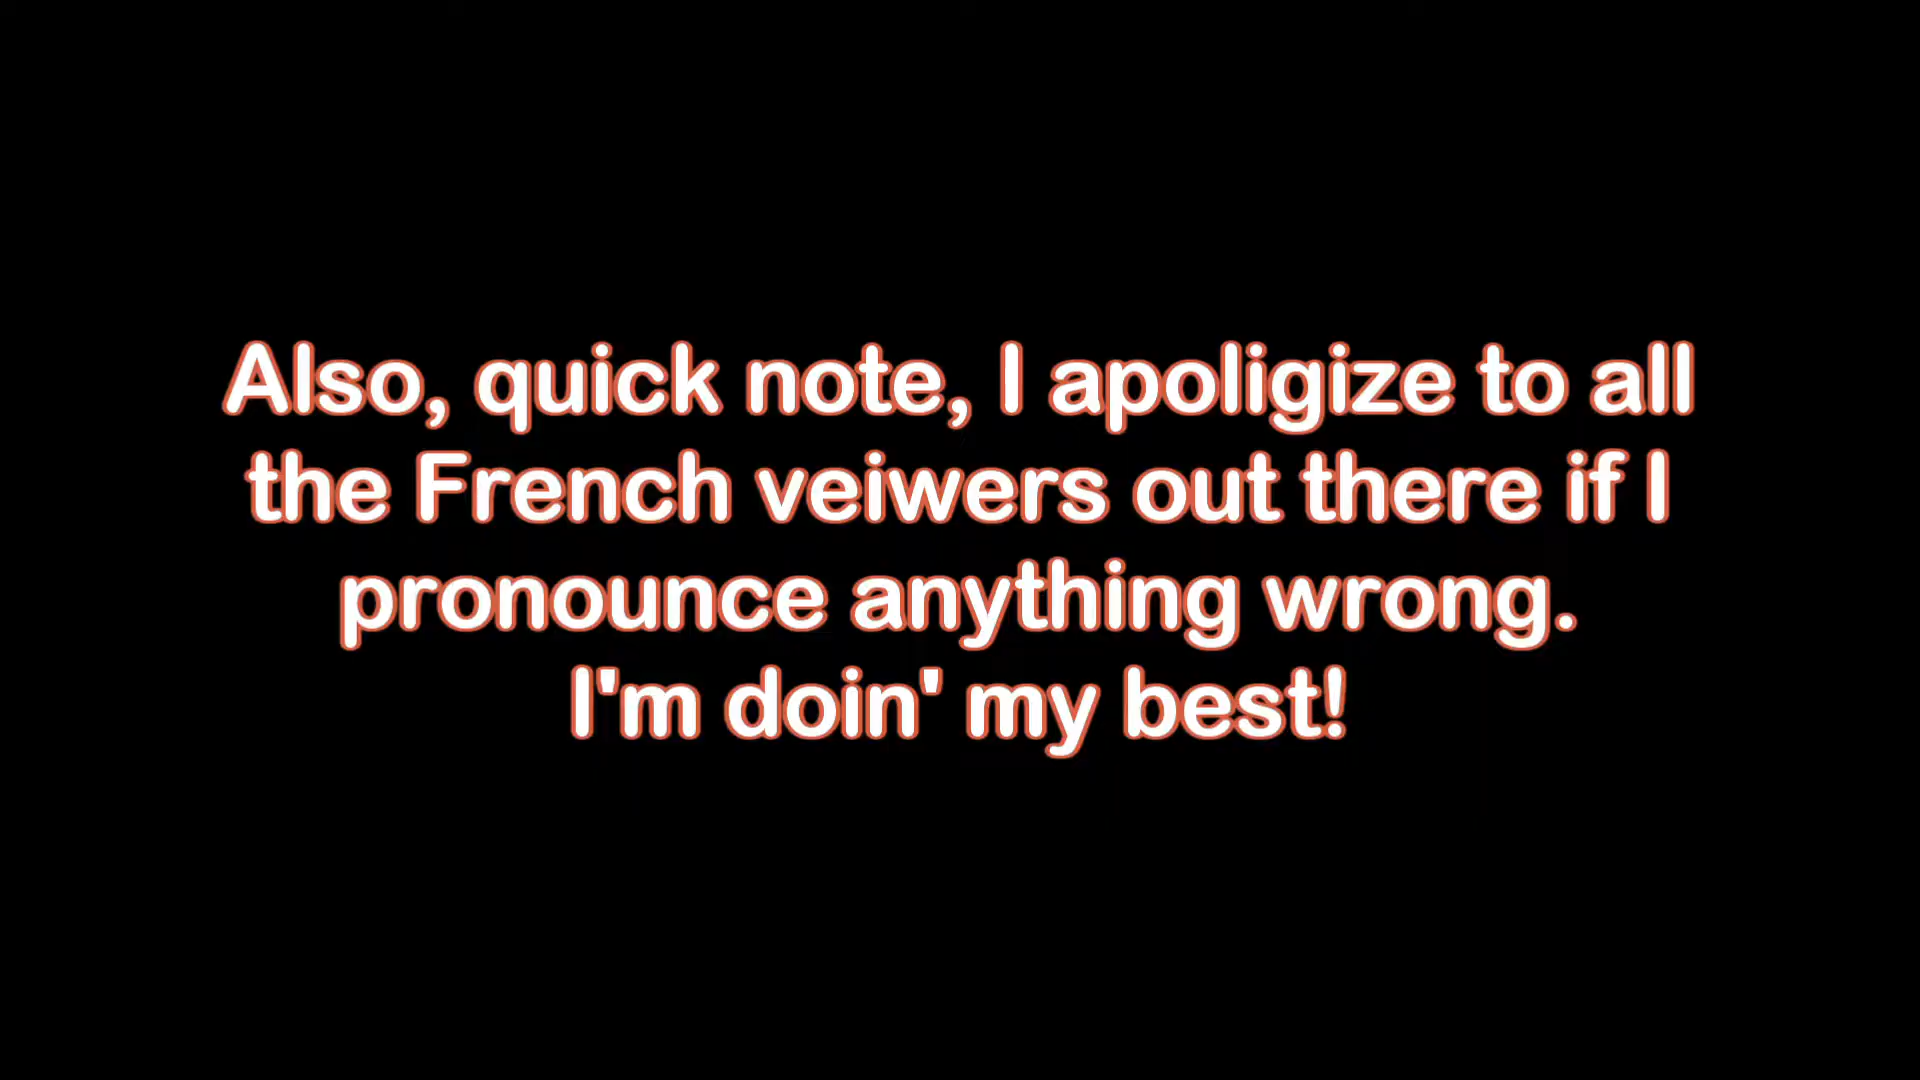 Also, quick note, I apoligize to all
the French veiwers out there if I
pronounce anything wrong.
I'm doin' my best!